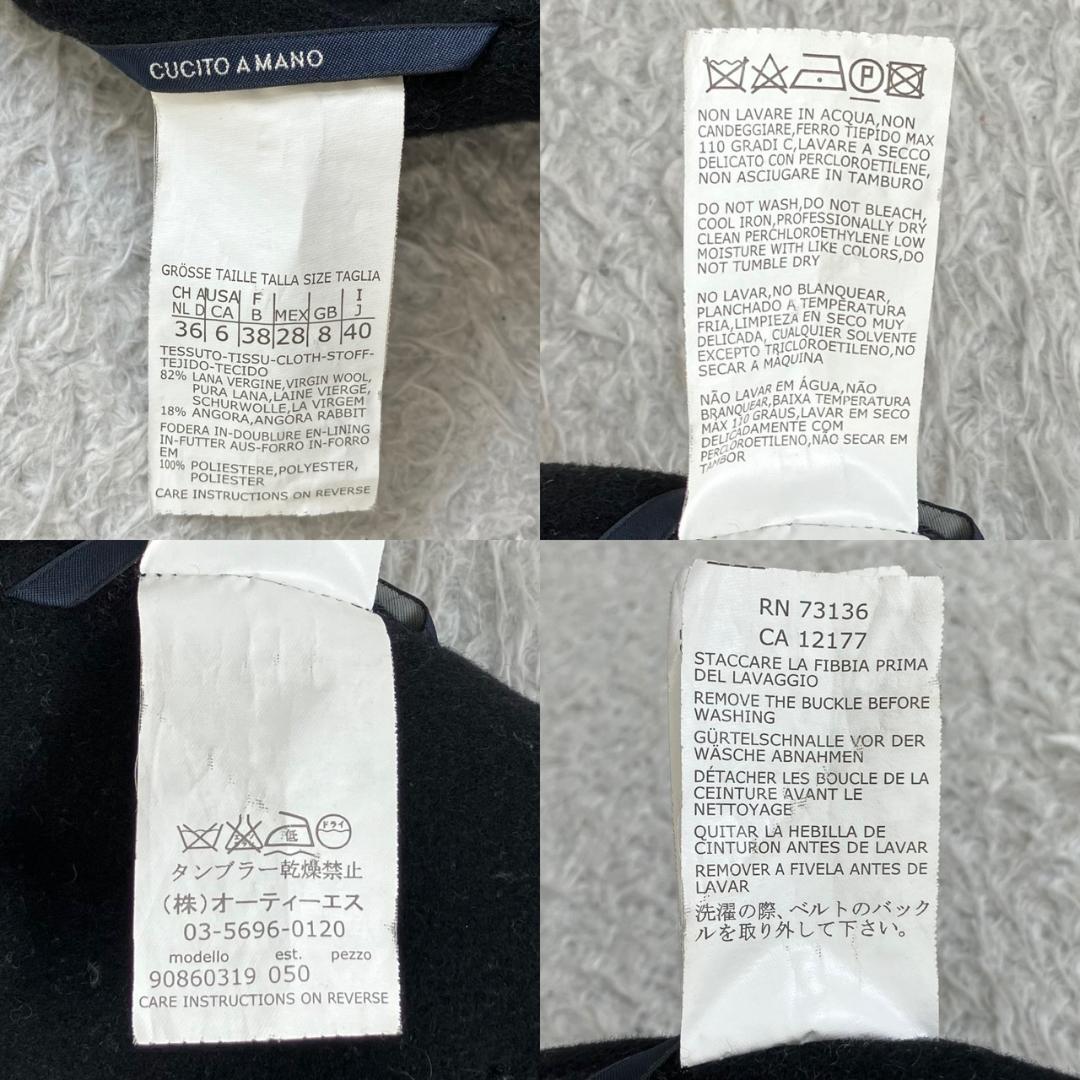 CUCITO A MANO
GRÖSSE TAILLE TALLA SIZE TAGLIA
CH A USA F MEX GB I
NL D CA B J
36 6 38 28 8 40
TESSUTO-TISSU-CLOTH-STOFF-
TEJIDO-TECIDO
82% LANA VERGINE,VIRGIN WOOL,
PURA LANA,LAINE VIERGE,
SCHURWOLLE,LA VIRGEM
18% ANGORA,ANGORA RABBIT
FODERA IN-DOUBLURE EN-LINING
IN-FUTTER AUS-FORRO IN-FORRO
EM
100% POLIESTERE,POLYESTER,
POLIESTER
CARE INSTRUCTIONS ON REVERSE
P
NON LAVARE IN ACQUA,NON
CANDEGGIARE,FERRO TIEPIDO MAX
110 GRADI C,LAVARE A SECCO
DELICATO CON PERCLOROETILENE,
NON ASCIUGARE IN TAMBURO
DO NOT WASH,DO NOT BLEACH,
COOL IRON,PROFESSIONALLY DRY
CLEAN PERCHLOROETHYLENE LOW
MOISTURE WITH LIKE COLORS,DO
NOT TUMBLE DRY
NO LAVAR,NO BLANQUEAR,
PLANCHADO A TEMPERATURA
FRIA,LIMPIEZA EN SECO MUY
DELICADA, CUALQUIER SOLVENTE
EXCEPTO TRICLOROETILENO,NO
SECAR A MAQUINA
NÃO LAVAR EM ÁGUA,NÃO
BRANQUEAR,BAIXA TEMPERATURA
MÁX 110 GRAUS,LAVAR EM SECO
DELICADAMENTE COM
PERCLOROETILENO,NÃO SECAR EM
TAMBOR
低 ドライ
タンブラー乾燥禁止
(株)オーティーエス
03-5696-0120
modello est. pezzo
90860319 050
CARE INSTRUCTIONS ON REVERSE
RN 73136
CA 12177
STACCARE LA FIBBIA PRIMA
DEL LAVAGGIO
REMOVE THE BUCKLE BEFORE
WASHING
GÜRTELSCHNALLE VOR DER
WÄSCHE ABNAHMEN
DÉTACHER LES BOUCLE DE LA
CEINTURE AVANT LE
NETTOYAGE
QUITAR LA HEBILLA DE
CINTURON ANTES DE LAVAR
REMOVER A FIVELA ANTES DE
LAVAR
洗濯の際、ベルトのバック
ルを取り外して下さい。